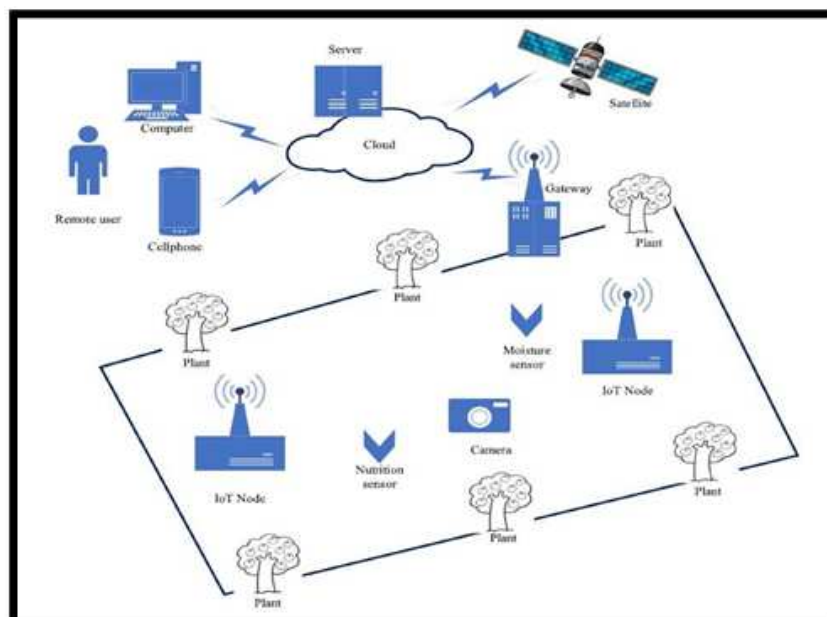 Server
Computer
Satellite
Cloud
Gateway
Remote user
Cellphone
Plant
Plant
Plant
Moisture
sensor
IoT Node
Camera
Nutrition
sensor
IoT Node
Plant
Plant
Plant